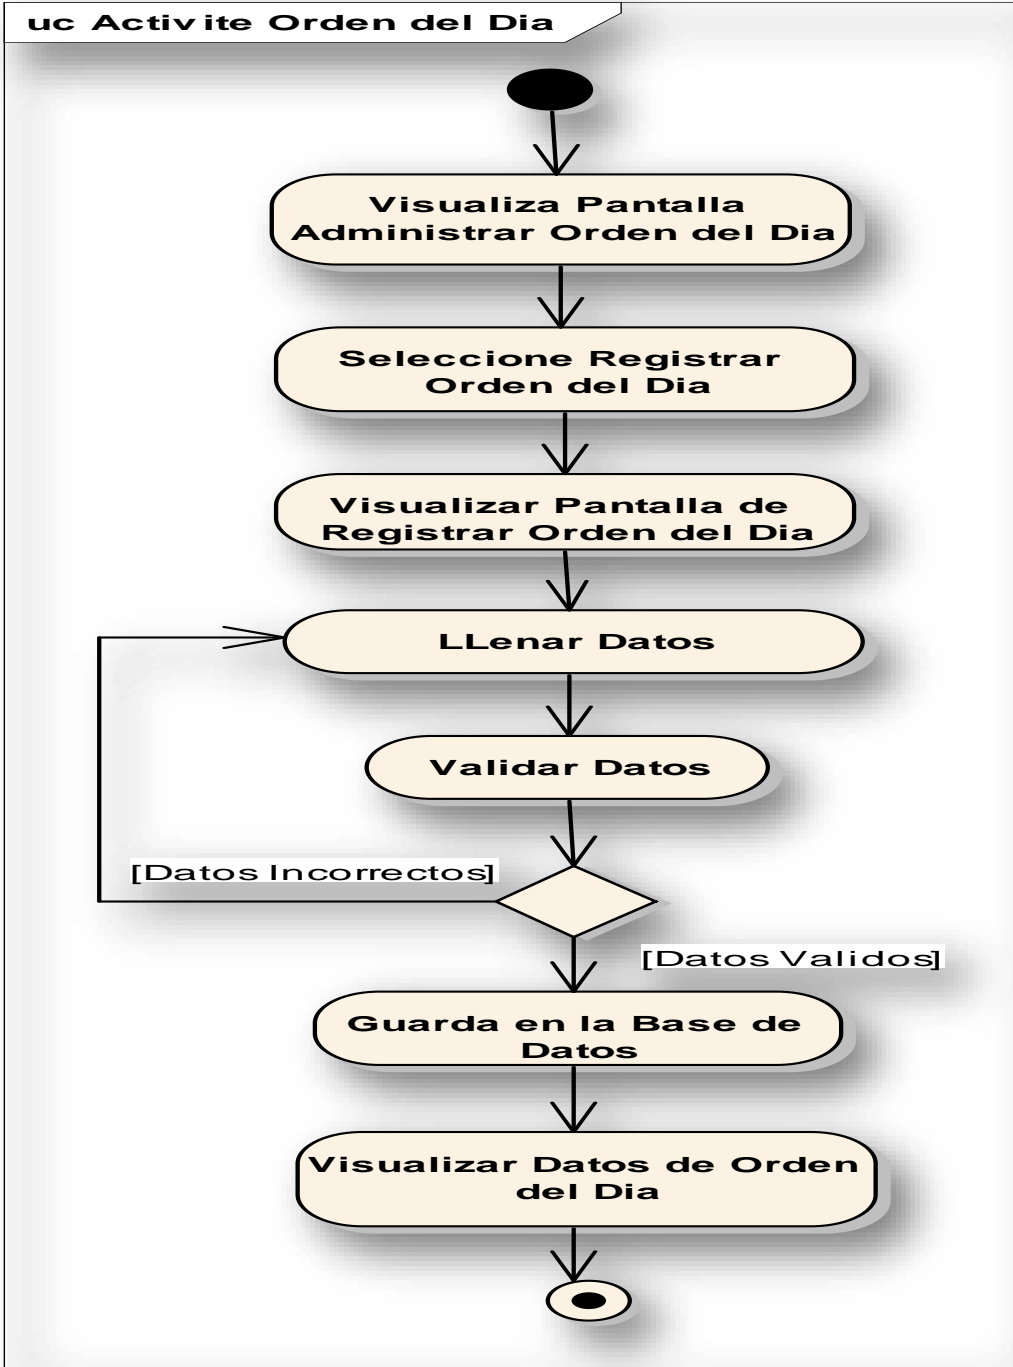 uc Activite Orden del Dia
Visualiza Pantalla
Administrar Orden del Dia
Seleccione Registrar
Orden del Dia
Visualizar Pantalla de
Registrar Orden del Dia
LLenar Datos
Validar Datos
[Datos Incorrectos]
[Datos Validos]
Guarda en la Base de
Datos
Visualizar Datos de Orden
del Dia